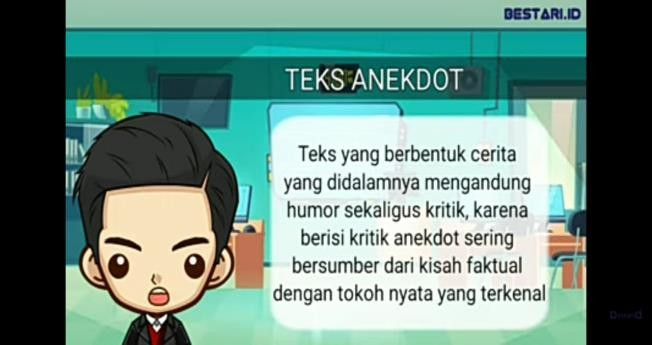 BESTARI.ID
TEKS ANEKDOT
Teks yang berbentuk cerita
yang didalamnya mengandung
humor sekaligus kritik, karena
berisi kritik anekdot sering
bersumber dari kisah faktual
dengan tokoh nyata yang terkenal